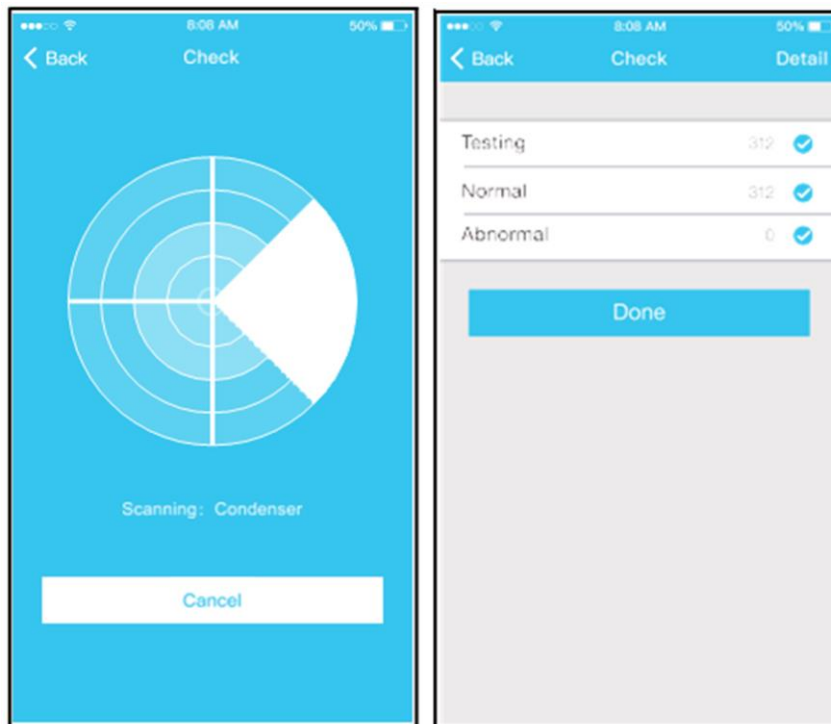 8:08 AM 50%
Back Check
Scanning: Condenser
Cancel
8:08 AM 50%
Back Check Detail
Testing 312
Normal 312
Abnormal 0
Done